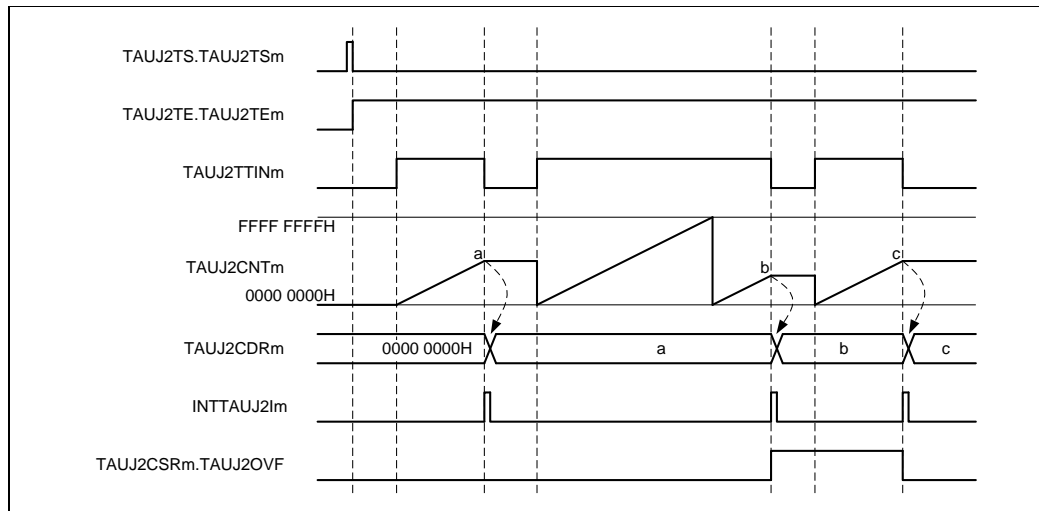 TAUJ2TS.TAUJ2TSm
TAUJ2TE.TAUJ2TEm
TAUJ2TTINm
FFFF FFFFH
TAUJ2CNTm
a
b
c
0000 0000H
TAUJ2CDRm
0000 0000H
a
b
c
INTTAUJ2Im
TAUJ2CSRm.TAUJ2OVF